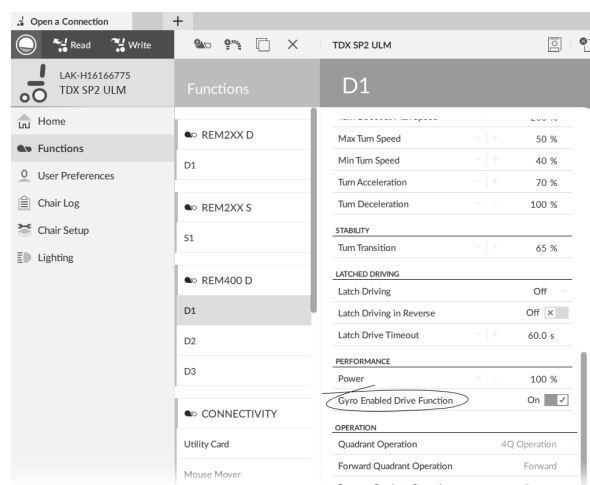 Open a Connection
+
Read
Write
TDX SP2 ULM
LAK-H16166775
TDX SP2 ULM
Functions
D1
Home
Functions
User Preferences
Chair Log
Chair Setup
Lighting
REM2XX D
D1
REM2XX S
S1
REM400 D
D1
D2
D3
CONNECTIVITY
Utility Card
Mouse Mover
Max Turn Speed - + 50 %
Min Turn Speed - + 40 %
Turn Acceleration - + 70 %
Turn Deceleration - + 100 %
STABILITY
Turn Transition - + 65 %
LATCHED DRIVING
Latch Driving Off
Latch Driving in Reverse Off
Latch Drive Timeout - + 60.0 s
PERFORMANCE
Power - + 100 %
Gyro Enabled Drive Function On
OPERATION
Quadrant Operation 4Q Operation
Forward Quadrant Operation Forward